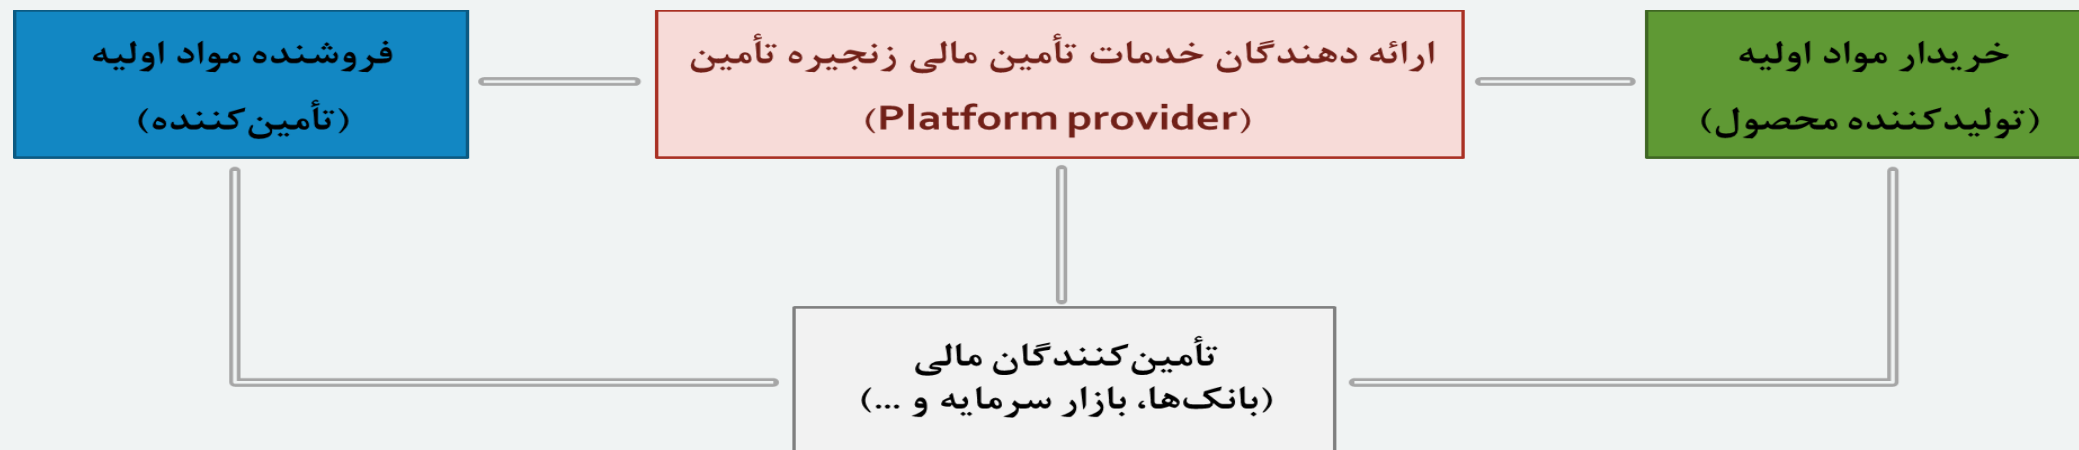 خریدار مواد اولیه
(تولیدکننده محصول)
ارائه دهندگان خدمات تأمین مالی زنجیره تأمین
(Platform provider)
فروشنده مواد اولیه
(تأمین‌کننده)
تأمین‌کنندگان مالی
(بانک‌ها، بازار سرمایه و ...)